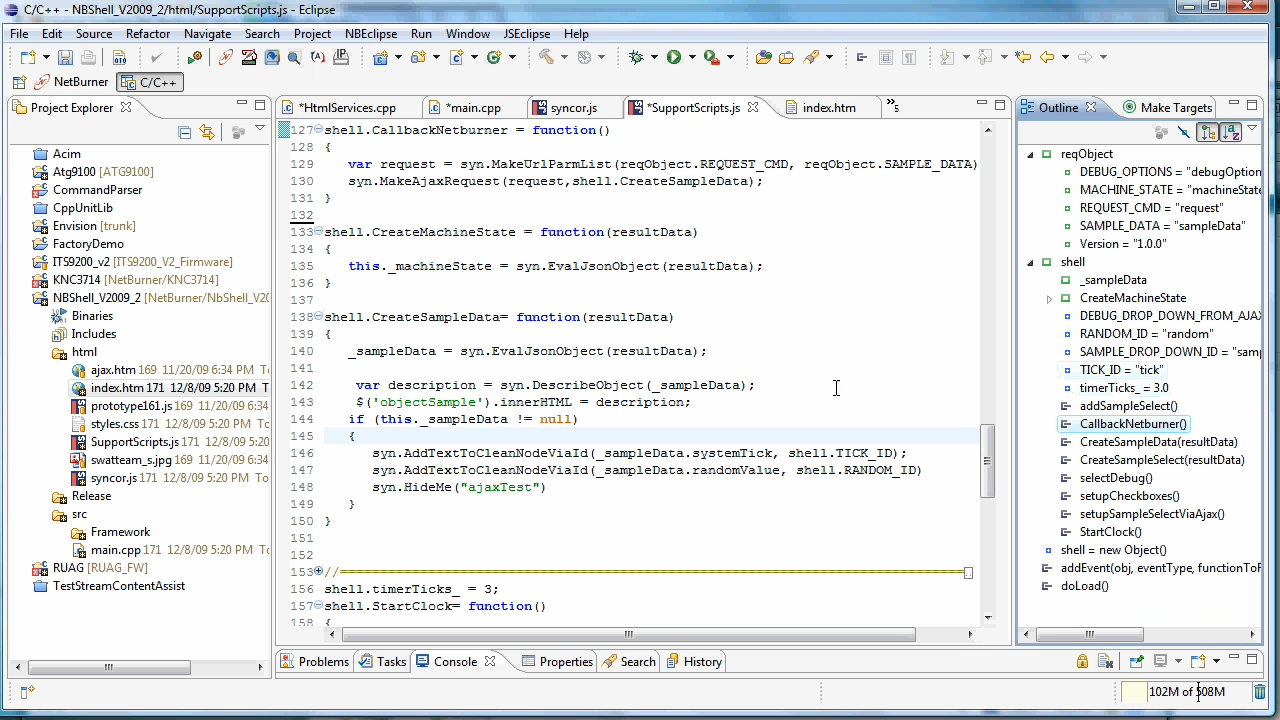 C/C++ - NBShell_V2009_2/html/SupportScripts.js - Eclipse
File Edit Source Refactor Navigate Search Project NBEclipse Run Window JSEclipse Help
NetBurner C/C++
Project Explorer
Acim
Atg9100 [ATG9100]
CommandParser
CppUnitLib
Envision [trunk]
FactoryDemo
ITS9200_v2 [ITS9200_V2_Firmware]
KNC3714 [NetBurner/KNC3714]
NBShell_V2009_2 [NetBurner/NbShell_V20
Binaries
Includes
html
ajax.htm 169 11/20/09 6:34 PM To
index.htm 171 12/8/09 5:20 PM T
prototype161.js 169 11/20/09 6
styles.css 169 11/20/09 6:34 PM
SupportScripts.js 171 12/8/09 5
swatteam_s.jpg 169 11/20/09 6
syncor.js 171 12/8/09 5:20 PM To
Release
src
Framework
main.cpp 171 12/8/09 5:20 PM To
RUAG [RUAG_FW]
TestStreamContentAssist
*HtmlServices.cpp *main.cpp syncor.js *SupportScripts.js index.htm »5
127 shell.CallbackNetburner = function()
128 {
129 var request = syn.MakeUrlParmList(reqObject.REQUEST_CMD, reqObject.SAMPLE_DATA)
130 syn.MakeAjaxRequest(request,shell.CreateSampleData);
131 }
132
133 shell.CreateMachineState = function(resultData)
134 {
135 this._machineState = syn.EvalJsonObject(resultData);
136 }
137
138 shell.CreateSampleData= function(resultData)
139 {
140 _sampleData = syn.EvalJsonObject(resultData);
141
142 var description = syn.DescribeObject(_sampleData);
143 $('objectSample').innerHTML = description;
144 if (this._sampleData != null)
145 {
146 syn.AddTextToCleanNodeViaId(_sampleData.systemTick, shell.TICK_ID);
147 syn.AddTextToCleanNodeViaId(_sampleData.randomValue, shell.RANDOM_ID)
148 syn.HideMe("ajaxTest")
149 }
150 }
151
152
153 //=====================================================================
156 shell.timerTicks_ = 3;
157 shell.StartClock= function()
158 {
Outline Make Targets
reqObject
DEBUG_OPTIONS = "debugOption
MACHINE_STATE = "machineState
REQUEST_CMD = "request"
SAMPLE_DATA = "sampleData"
Version = "1.0.0"
shell
_sampleData
CreateMachineState
DEBUG_DROP_DOWN_FROM_AJAX
RANDOM_ID = "random"
SAMPLE_DROP_DOWN_ID = "sam
TICK_ID = "tick"
timerTicks_ = 3.0
addSampleSelect()
CallbackNetburner()
CreateSampleData(resultData)
CreateSampleSelect(resultData)
selectDebug()
setupCheckboxes()
setupSampleSelectViaAjax()
StartClock()
shell = new Object()
addEvent(obj, eventType, functionToF
doLoad()
Problems Tasks Console Properties Search History
102M of 508M